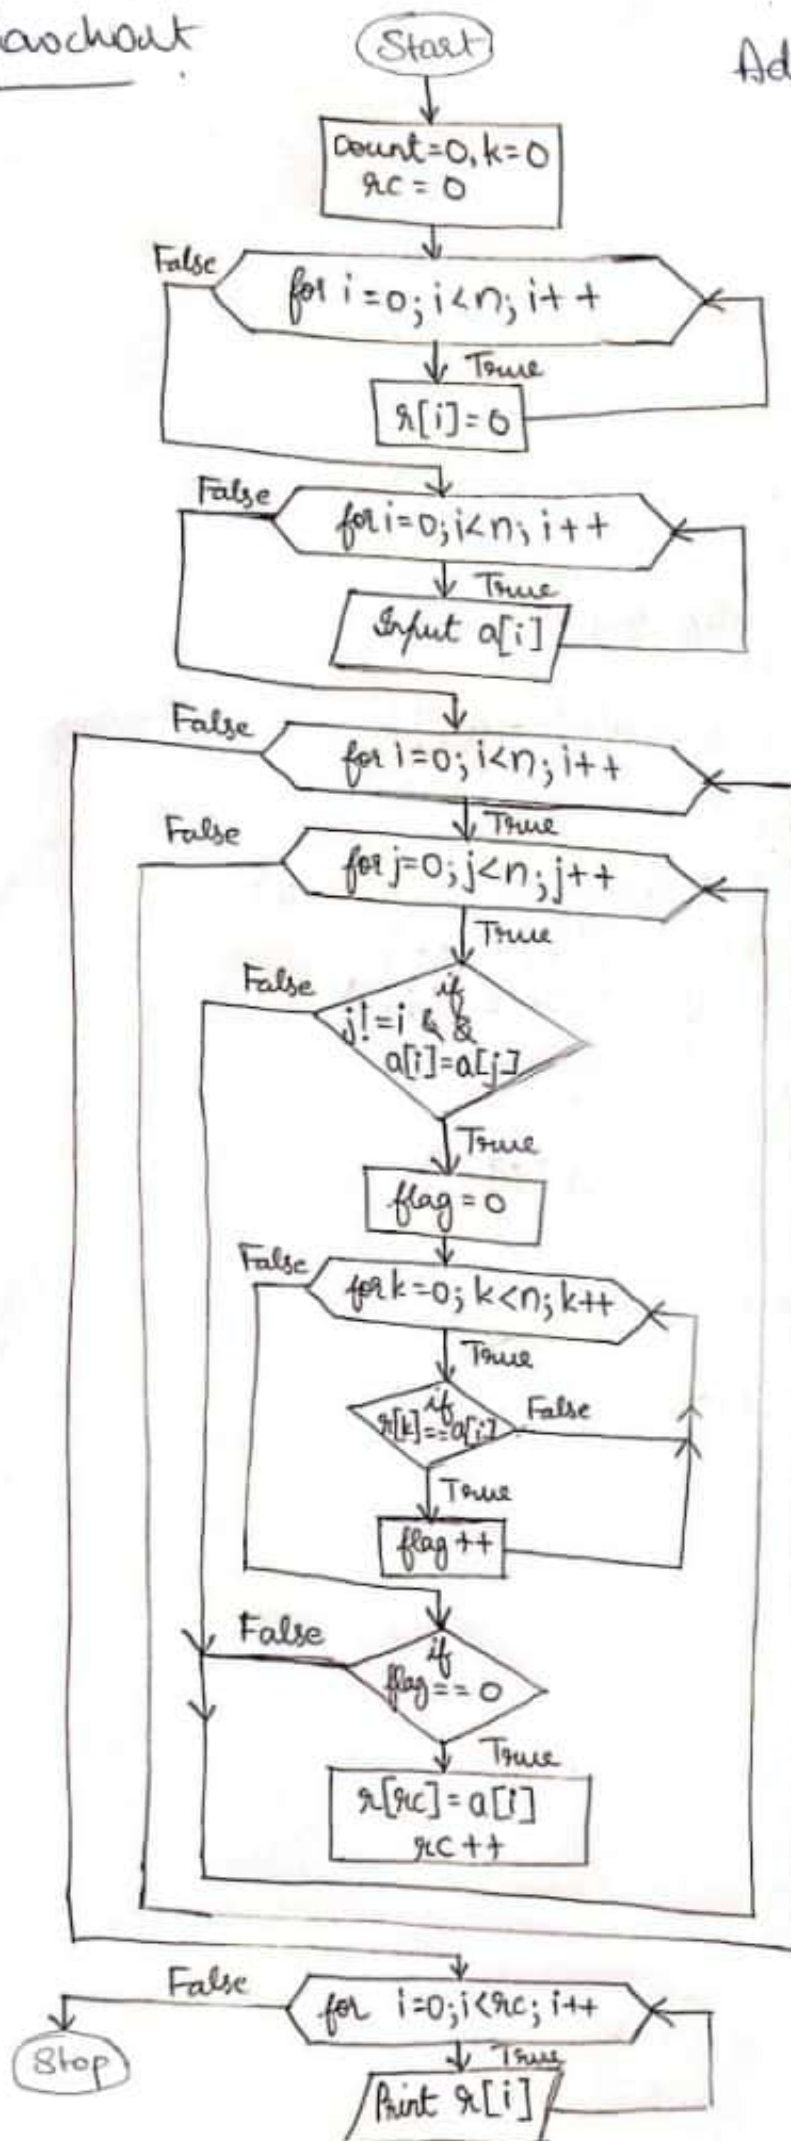 Start
Count=0, k=0
rc = 0
False
for i=0; i<n; i++
True
r[i]=0
False
for i=0; i<n; i++
True
Input a[i]
False
for i=0; i<n; i++
True
False
for j=0; j<n; j++
True
False
if
j!=i & &
a[i]=a[j]
True
flag = 0
False
for k=0; k<n; k++
True
if
r[k]==a[i]
False
True
flag ++
False
if
flag == 0
True
r[rc]=a[i]
rc ++
False
for i=0; i<rc; i++
True
Stop
Print r[i]